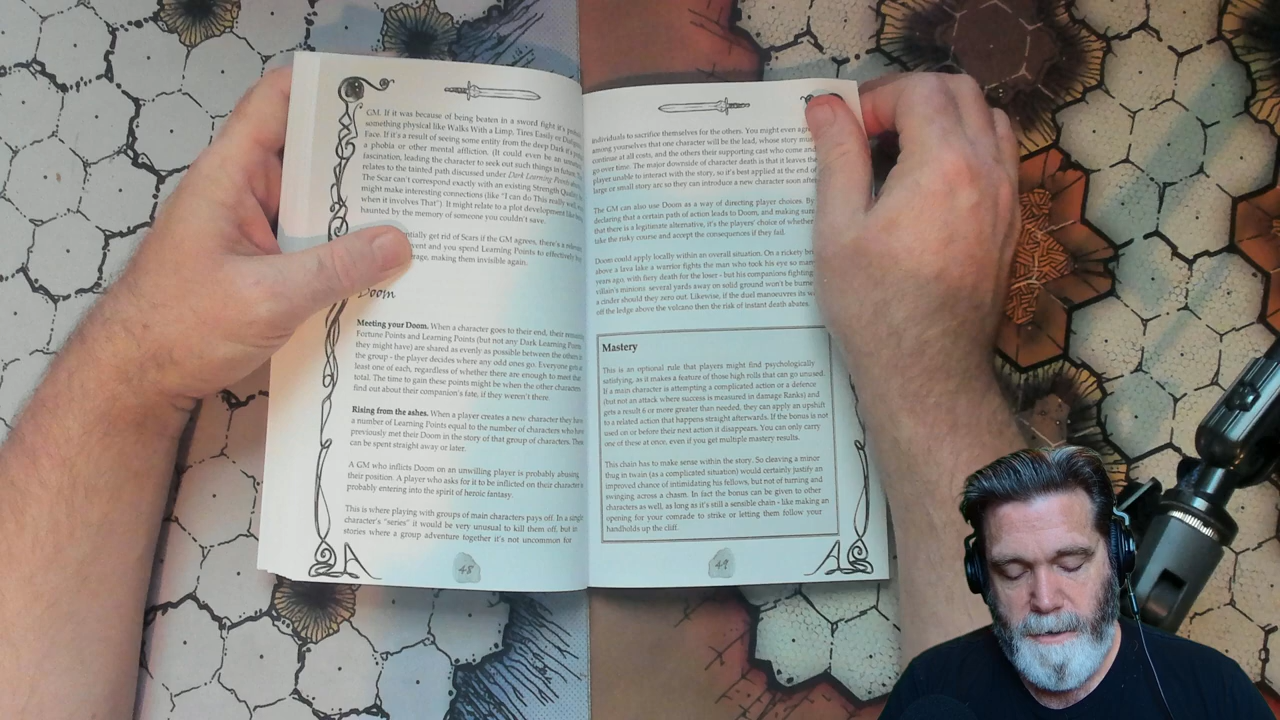 GM. If it was because of being beaten in a sword fight it's
something physical like Walks With a Limp, Tires Easily or
Face. If it's a result of seeing some entity from the deep Dark it's
a phobia or other mental affliction. (It could even be an
fascination, leading the character to seek out such things in future.
relates to the tainted path discussed under Dark Learning Points
The Scar can't correspond exactly with an existing Strength
might make interesting connections (like "I can do This really well,
when it involves That"). It might relate to a plot development like being
haunted by the memory of someone you couldn't save.
get rid of Scars if the GM agrees, there's a
and you spend Learning Points to effectively
making them invisible again.
Doom
Meeting your Doom. When a character goes to their end, their
Fortune Points and Learning Points (but not any Dark Learning Points
they might have) are shared as evenly as possible between the others in
the group - the player decides where any odd ones go. Everyone gets at
least one of each, regardless of whether there are enough to meet the
total. The time to gain these points might be when the other characters
find out about their companion's fate, if they weren't there.
Rising from the ashes. When a player creates a new character they have
a number of Learning Points equal to the number of characters who have
previously met their Doom in the story of that group of characters. These
can be spent straight away or later.
A GM who inflicts Doom on an unwilling player is probably abusing
their position. A player who asks for it to be inflicted on their character is
probably entering into the spirit of heroic fantasy.
This is where playing with groups of main characters pays off. In a single
character's "series" it would be very unusual to kill them off, but in
stories where a group adventure together it's not uncommon for
48
individuals to sacrifice themselves for the others. You might even agree
among yourselves that one character will be the lead, whose story must
continue at all costs, and the others their supporting cast who come and
go over time. The major downside of character death is that it leaves the
player unable to interact with the story, so it's best applied at the end of
large or small story arc so they can introduce a new character soon after.
The GM can also use Doom as a way of directing player choices. By
declaring that a certain path of action leads to Doom, and making sure
that there is a legitimate alternative, it's the players' choice of whether
take the risky course and accept the consequences if they fail.
Doom could apply locally within an overall situation. On a rickety
above a lava lake a warrior fights the man who took his eye so many
years ago, with fiery death for the loser - but his companions fighting
villain's minions several yards away on solid ground won't be burned
a cinder should they zero out. Likewise, if the duel manoeuvres its way
off the ledge above the volcano then the risk of instant death abates.
Mastery
This is an optional rule that players might find psychologically
satisfying, as it makes a feature of those high rolls that can go unused.
If a main character is attempting a complicated action or a defence
(but not an attack where success is measured in damage Ranks) and
gets a result 6 or more greater than needed, they can apply an upshift
to a related action that happens straight afterwards. If the bonus is not
used on or before their next action it disappears. You can only carry
one of these at once, even if you get multiple mastery results.
This chain has to make sense within the story. So cleaving a minor
thug in twain (as a complicated situation) would certainly justify an
improved chance of intimidating his fellows, but not of turning and
swinging across a chasm. In fact the bonus can be given to other
characters as well, as long as it's still a sensible chain - like making an
opening for your comrade to strike or letting them follow your
handholds up the cliff.
49